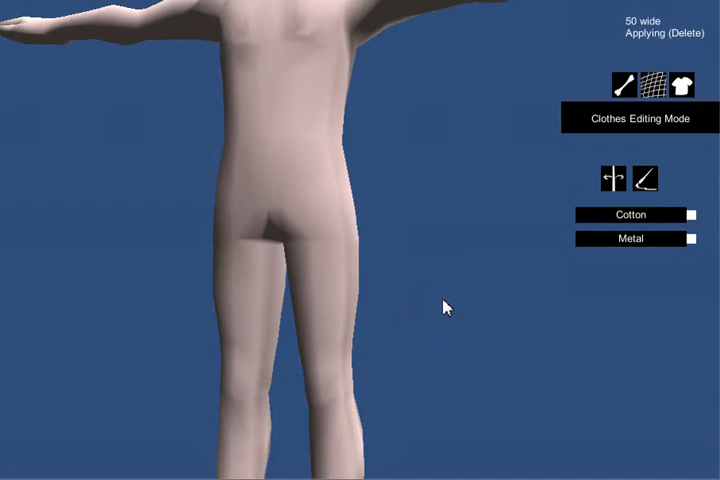 50 wide
Applying (Delete)
Clothes Editing Mode
Cotton
Metal